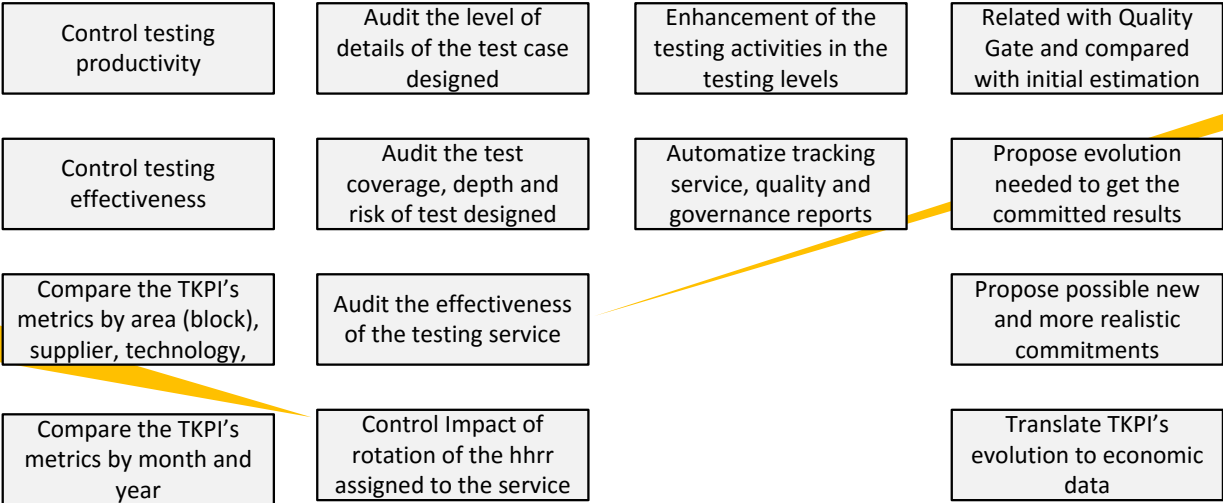 Control testing
productivity
Audit the level of
details of the test case
designed
Enhancement of the
testing activities in the
testing levels
Related with Quality
Gate and compared
with initial estimation
Control testing
effectiveness
Audit the test
coverage, depth and
risk of test designed
Automatize tracking
service, quality and
governance reports
Propose evolution
needed to get the
committed results
Compare the TKPI’s
metrics by area (block),
supplier, technology,
Audit the effectiveness
of the testing service
Propose possible new
and more realistic
commitments
Compare the TKPI’s
metrics by month and
year
Control Impact of
rotation of the hhrr
assigned to the service
Translate TKPI’s
evolution to economic
data